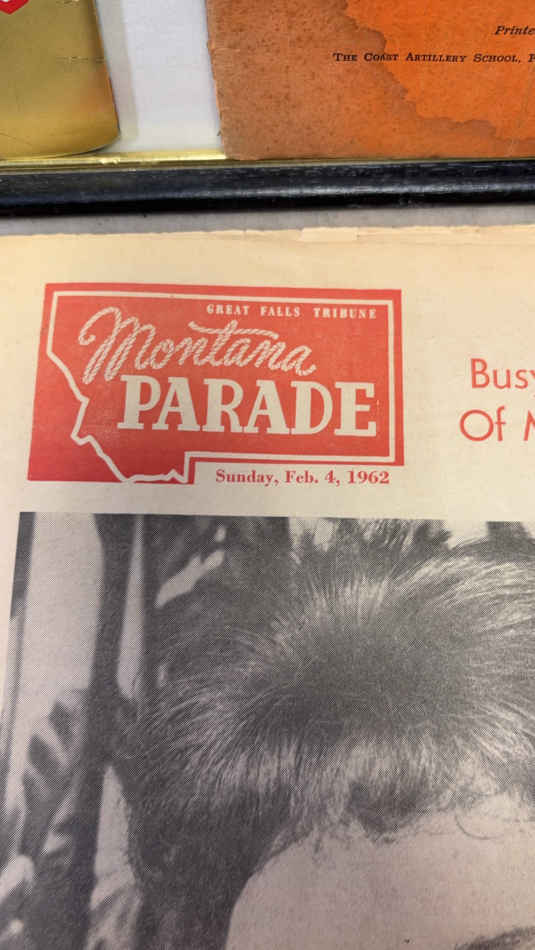 Printe
THE COAST ARTILLERY SCHOOL, F
GREAT FALLS TRIBUNE
Montana
PARADE
Sunday, Feb. 4, 1962
Busy
Of M